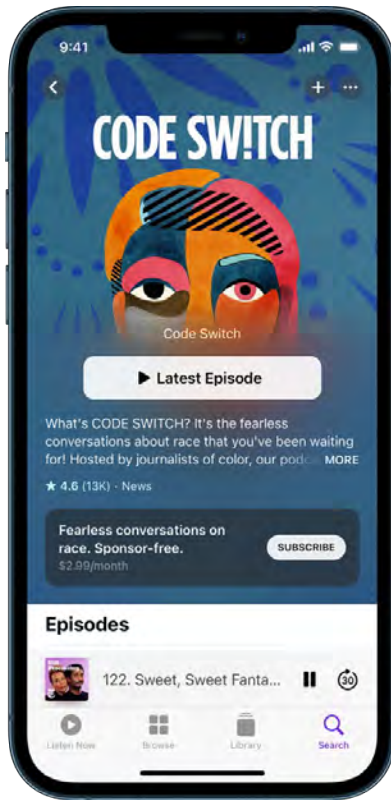 9:41
CODE SW!TCH
Code Switch
Latest Episode
What's CODE SWITCH? It's the fearless
conversations about race that you've been waiting
for! Hosted by journalists of color, our podc MORE
★ 4.6 (13K) · News
Fearless conversations on
race. Sponsor-free.
$2.99/month
SUBSCRIBE
Episodes
122. Sweet, Sweet Fanta...
30
Listen Now
Browse
Library
Search